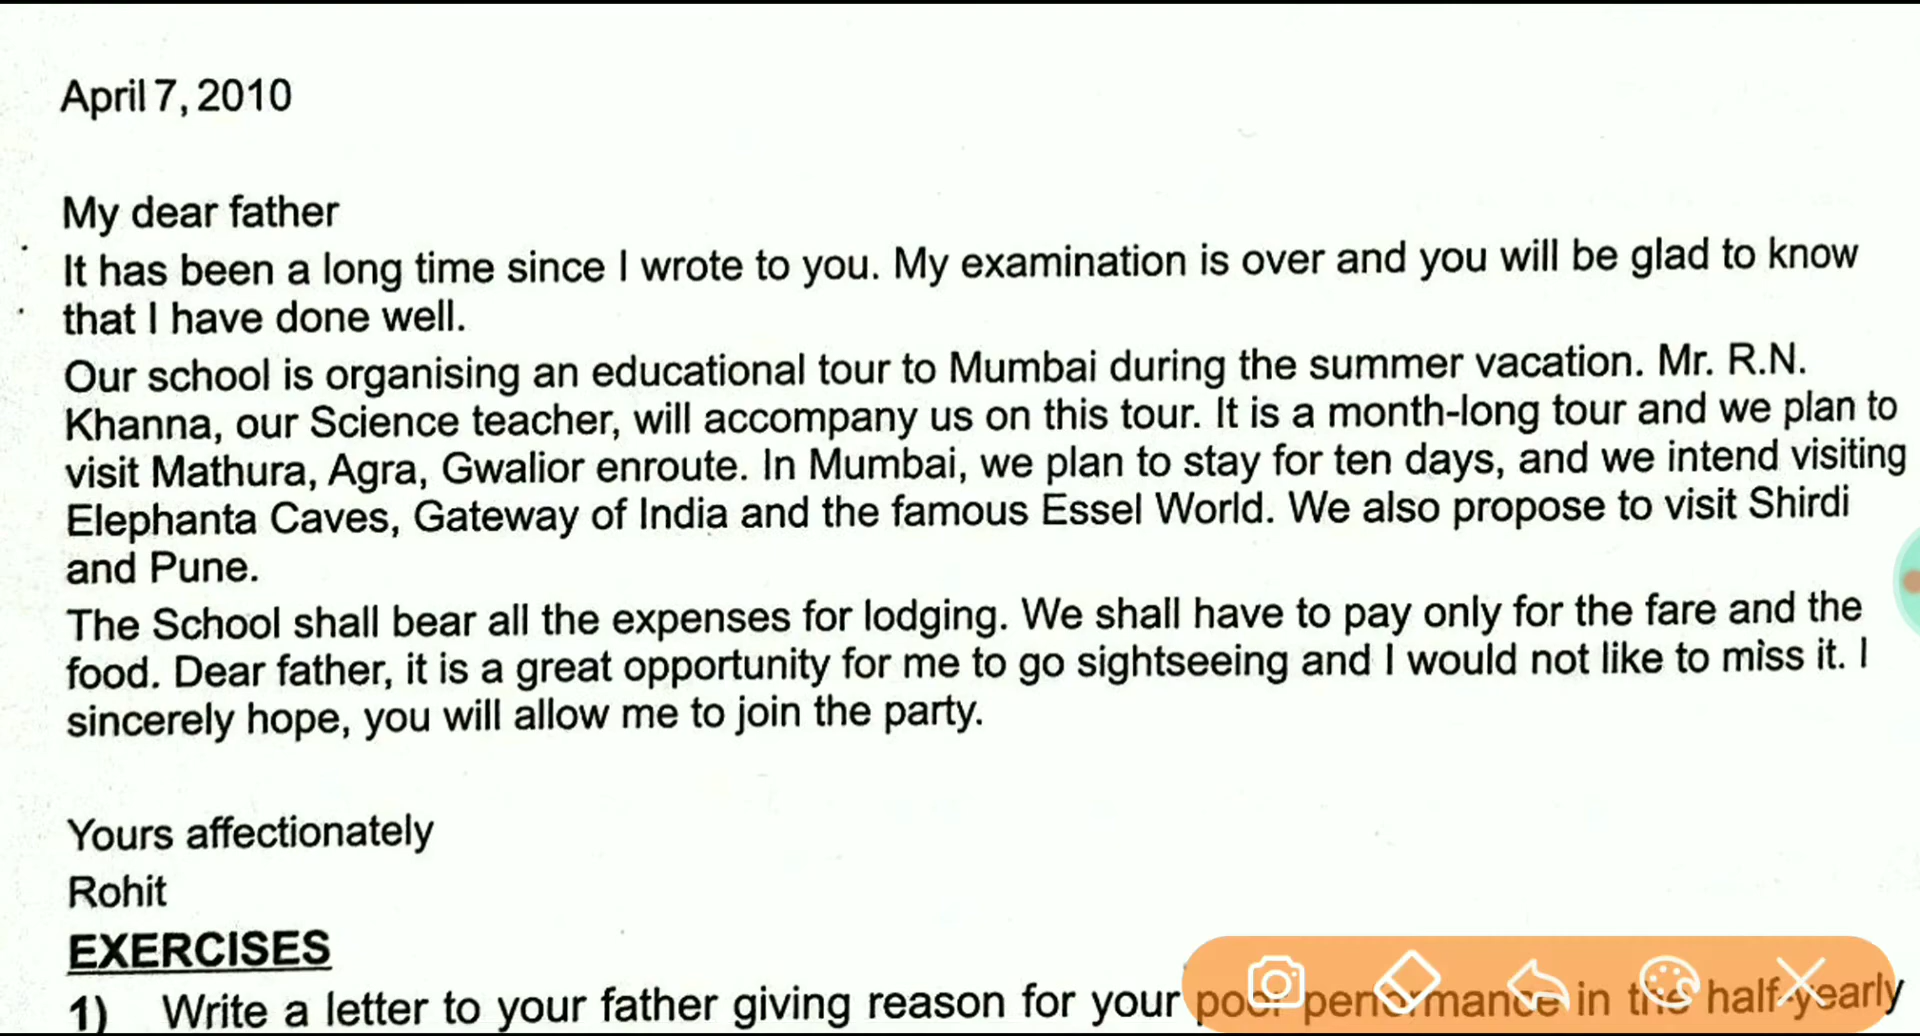 April 7, 2010
My dear father
It has been a long time since I wrote to you. My examination is over and you will be glad to know
that I have done well.
Our school is organising an educational tour to Mumbai during the summer vacation. Mr. R.N.
Khanna, our Science teacher, will accompany us on this tour. It is a month-long tour and we plan to
visit Mathura, Agra, Gwalior enroute. In Mumbai, we plan to stay for ten days, and we intend visiting
Elephanta Caves, Gateway of India and the famous Essel World. We also propose to visit Shirdi
and Pune.
The School shall bear all the expenses for lodging. We shall have to pay only for the fare and the
food. Dear father, it is a great opportunity for me to go sightseeing and I would not like to miss it. I
sincerely hope, you will allow me to join the party.
Yours affectionately
Rohit
EXERCISES
1) Write a letter to your father giving reason for your poor performance in the half-yearly